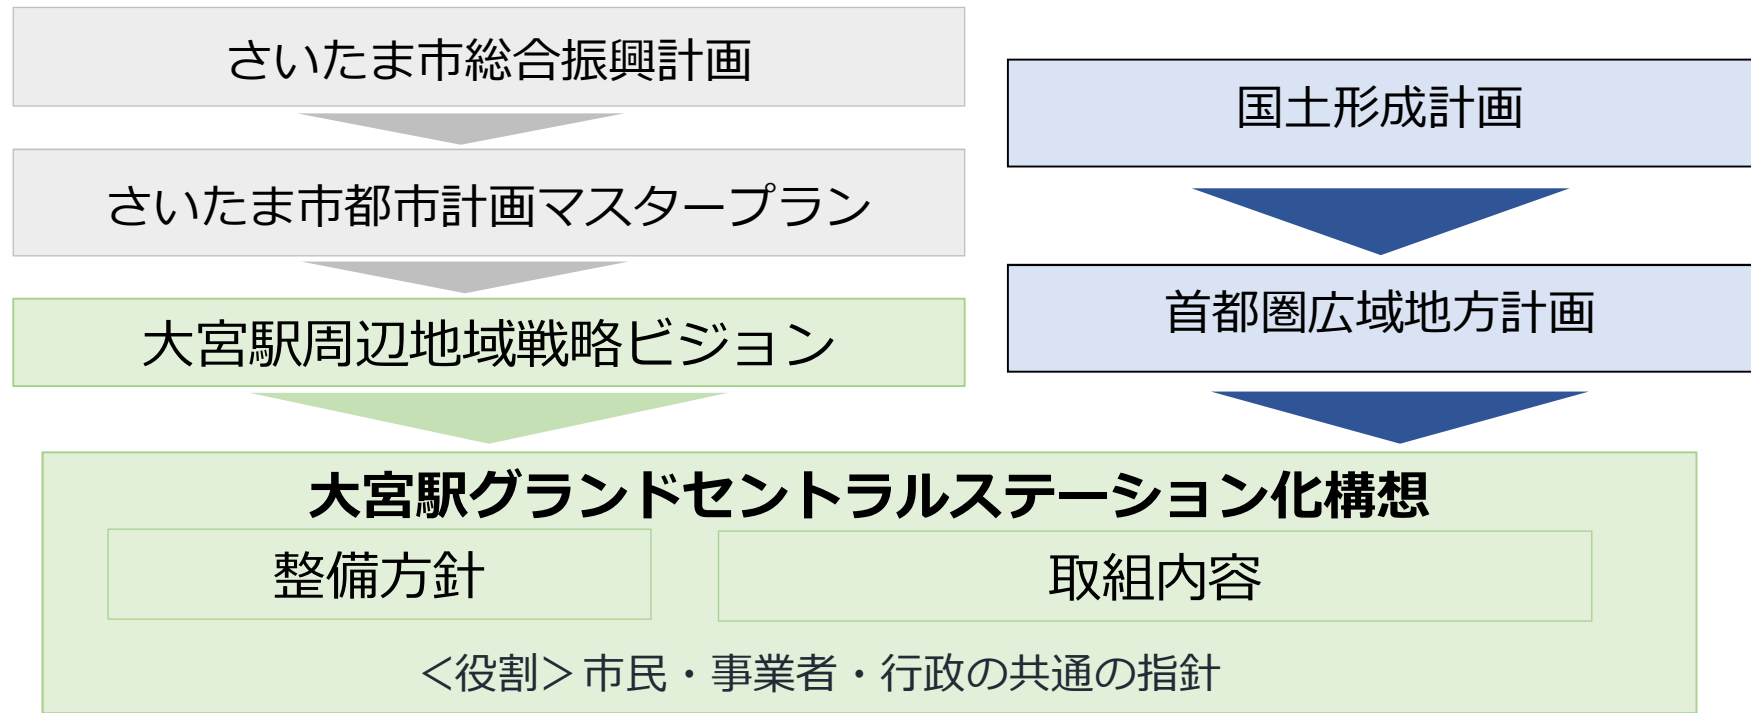 さいたま市総合振興計画
さいたま市都市計画マスタープラン
大宮駅周辺地域戦略ビジョン
国土形成計画
首都圏広域地方計画
大宮駅グランドセントラルステーション化構想
整備方針
取組内容
＜役割＞市民・事業者・行政の共通の指針